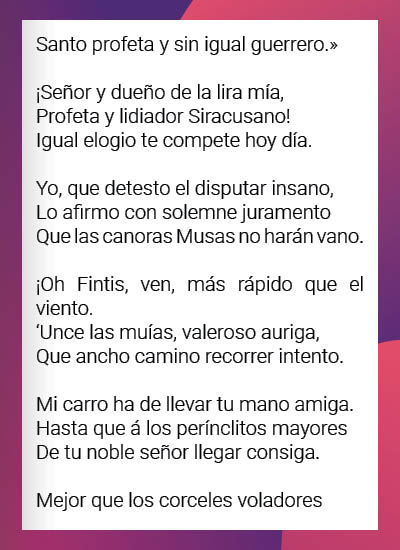 Santo profeta y sin igual guerrero.»
¡Señor y dueño de la lira mía,
Profeta y lidiador Siracusano!
Igual elogio te compete hoy día.
Yo, que detesto el disputar insano,
Lo afirmo con solemne juramento
Que las canoras Musas no harán vano.
¡Oh Fintis, ven, más rápido que el
viento.
‘Unce las muías, valeroso auriga,
Que ancho camino recorrer intento.
Mi carro ha de llevar tu mano amiga.
Hasta que á los perínclitos mayores
De tu noble señor llegar consiga.
Mejor que los corceles voladores